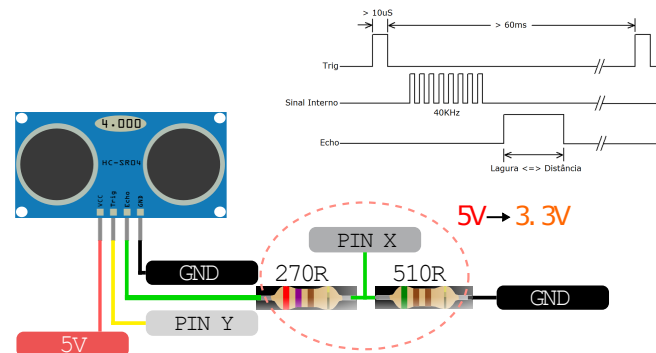 > 10uS
> 60ms
Trig
Sinal Interno
40KHz
Echo
Lagura <=> Distância
4.000
HC-SR04
VCC
Trig
Echo
GND
5V → 3.3V
PIN X
270R
510R
GND
GND
PIN Y
5V